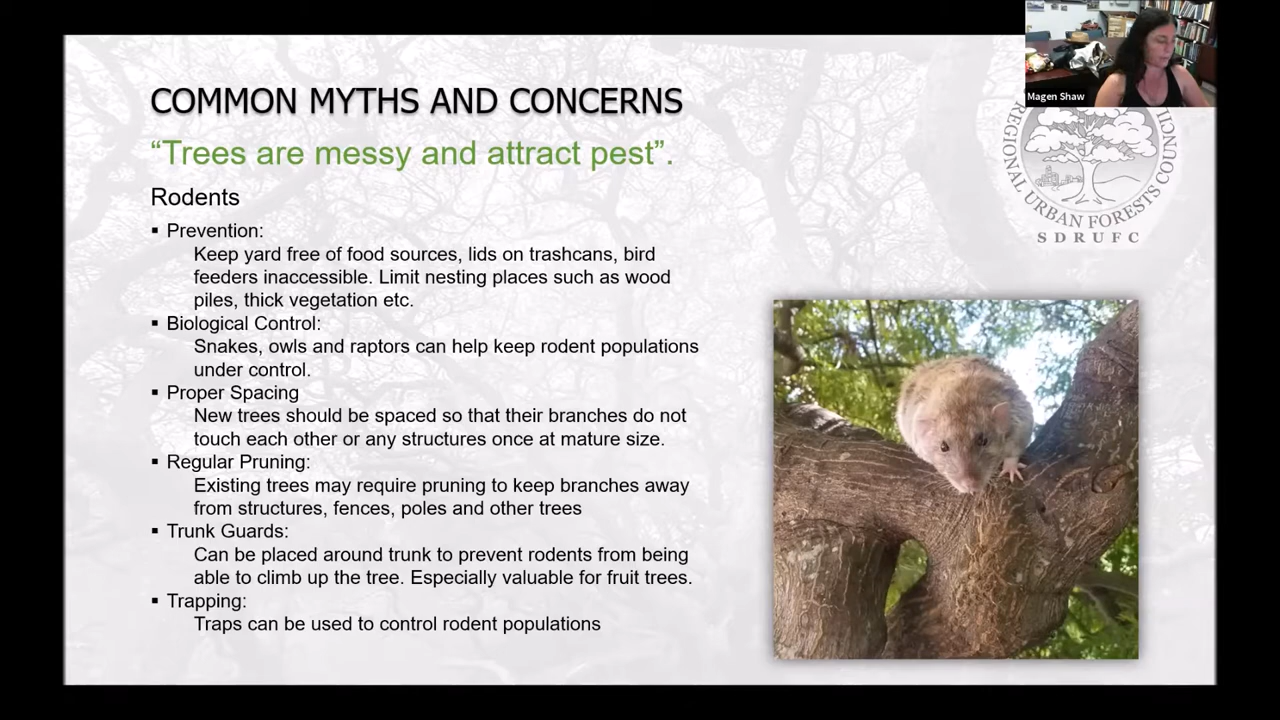 Magen Shaw
COMMON MYTHS AND CONCERNS
“Trees are messy and attract pest”.
REGIONAL URBAN FORESTS COUNCIL
SDRUFC
Rodents
▪ Prevention:
Keep yard free of food sources, lids on trashcans, bird
feeders inaccessible. Limit nesting places such as wood
piles, thick vegetation etc.
▪ Biological Control:
Snakes, owls and raptors can help keep rodent populations
under control.
▪ Proper Spacing
New trees should be spaced so that their branches do not
touch each other or any structures once at mature size.
▪ Regular Pruning:
Existing trees may require pruning to keep branches away
from structures, fences, poles and other trees
▪ Trunk Guards:
Can be placed around trunk to prevent rodents from being
able to climb up the tree. Especially valuable for fruit trees.
▪ Trapping:
Traps can be used to control rodent populations